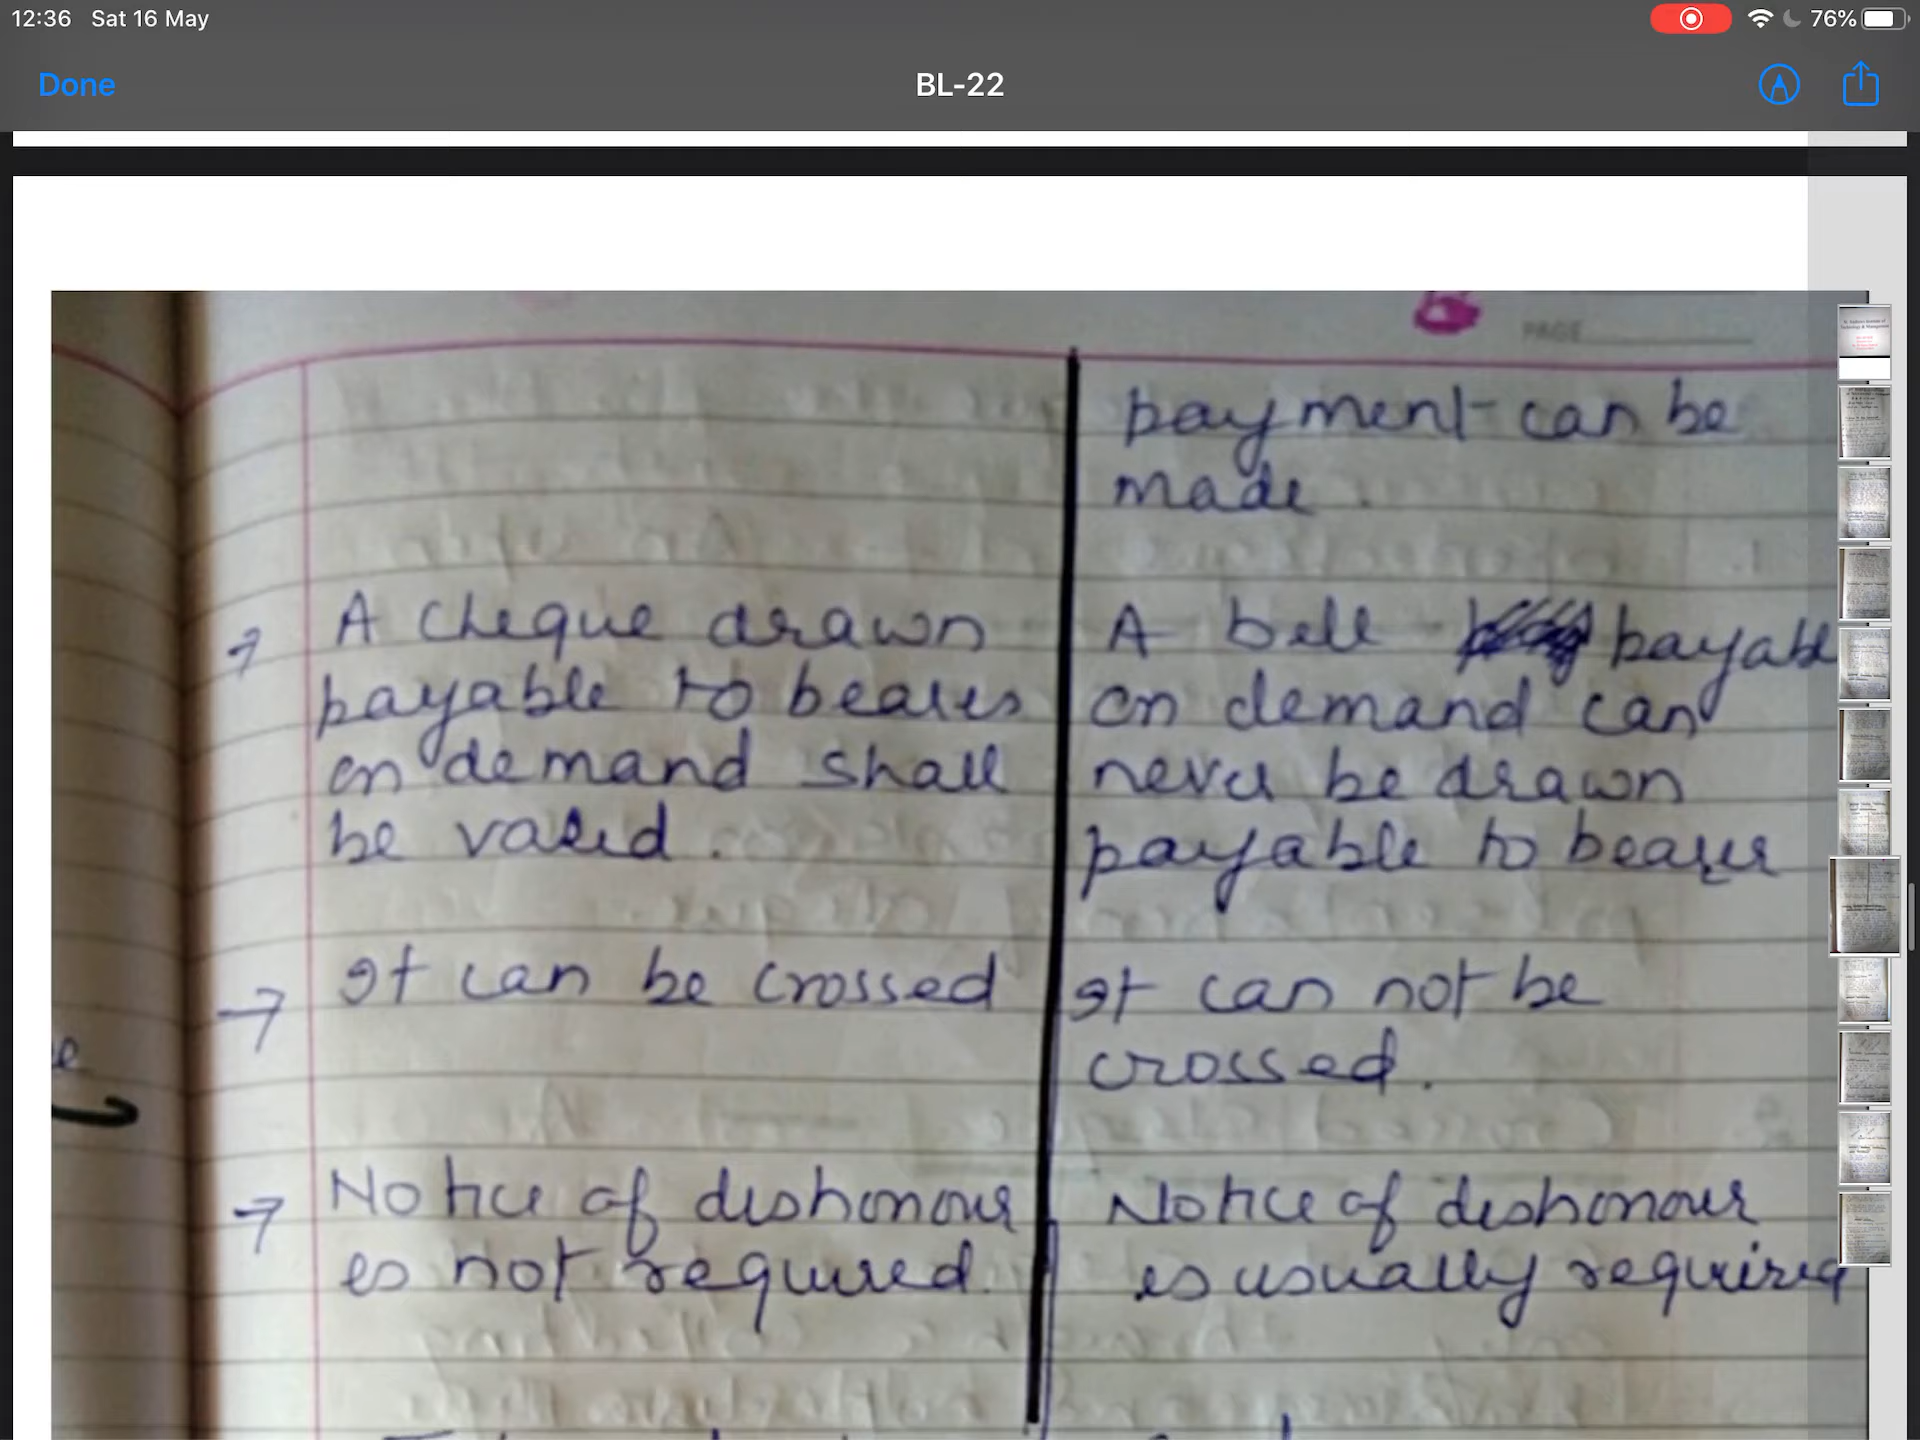 12:36 Sat 16 May
76%
Done
BL-22
PAGE
payment can be
made.
→ A cheque drawn
payable to bearer
on demand shall
be valid.
A bill payable
on demand can
never be drawn
payable to bearer
→ It can be crossed
It can not be
crossed.
→ Notice of dishonour
is not required.
Notice of dishonour
is usually required